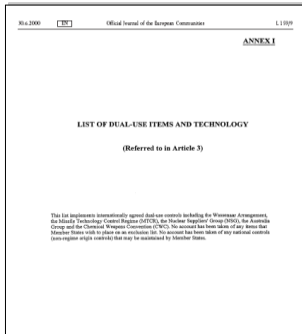 30.6.2000 EN Official Journal of the European Communities L 159/9
ANNEX I
LIST OF DUAL-USE ITEMS AND TECHNOLOGY
(Referred to in Article 3)
This list implements internationally agreed dual-use controls including the Wassenaar Arrangement,
the Missile Technology Control Regime (MTCR), the Nuclear Suppliers' Group (NSG), the Australia
Group and the Chemical Weapons Convention (CWC). No account has been taken of any items that
Member States wish to place on an exclusion list. No account has been taken of any national controls
(non-regime origin controls) that may be maintained by Member States.